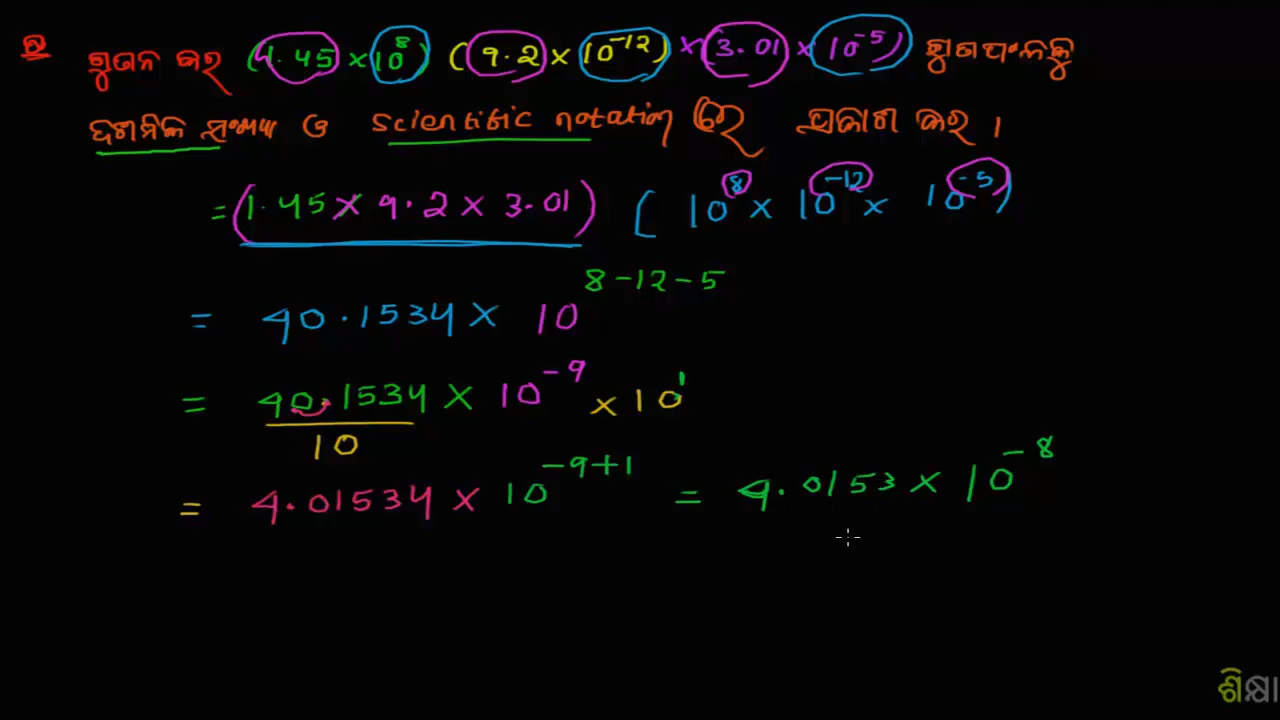 ପ୍ର ଗୁଣନ କର (1.45 × 10⁸) (9.2 × 10⁻¹²) × (3.01 × 10⁻⁵) ଗୁଣଫଳକୁ
ଦଶମିକ ସଂଖ୍ୟା ଓ scientific notation ରେ ପ୍ରକାଶ କର ।
= (1.45 × 9.2 × 3.01) [ 10⁸ × 10⁻¹² × 10⁻⁵ )
= 40.1534 × 10⁸⁻¹²⁻⁵
= 40.1534/10 × 10⁻⁹ × 10¹
= 4.01534 × 10⁻⁹⁺¹ = 4.0153 × 10⁻⁸
ଶିକ୍ଷା